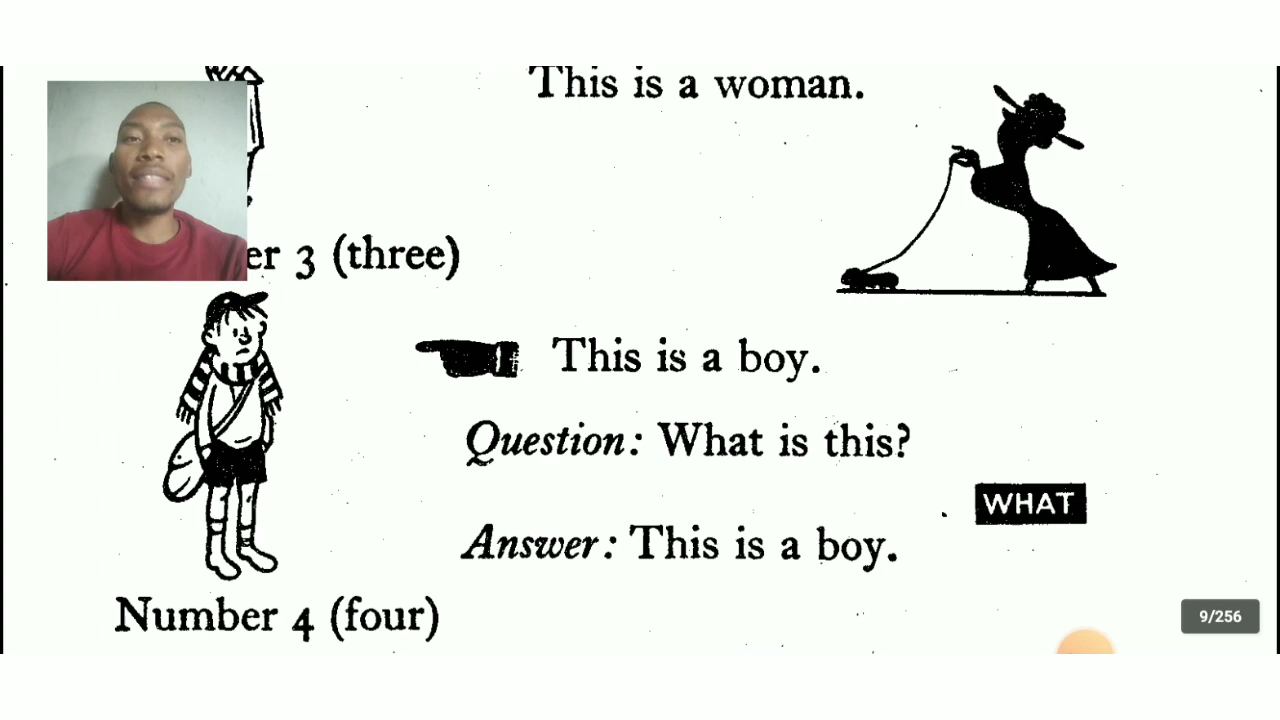 This is a woman.
er 3 (three)
This is a boy.
Question: What is this?
WHAT
Answer: This is a boy.
Number 4 (four)
9/256